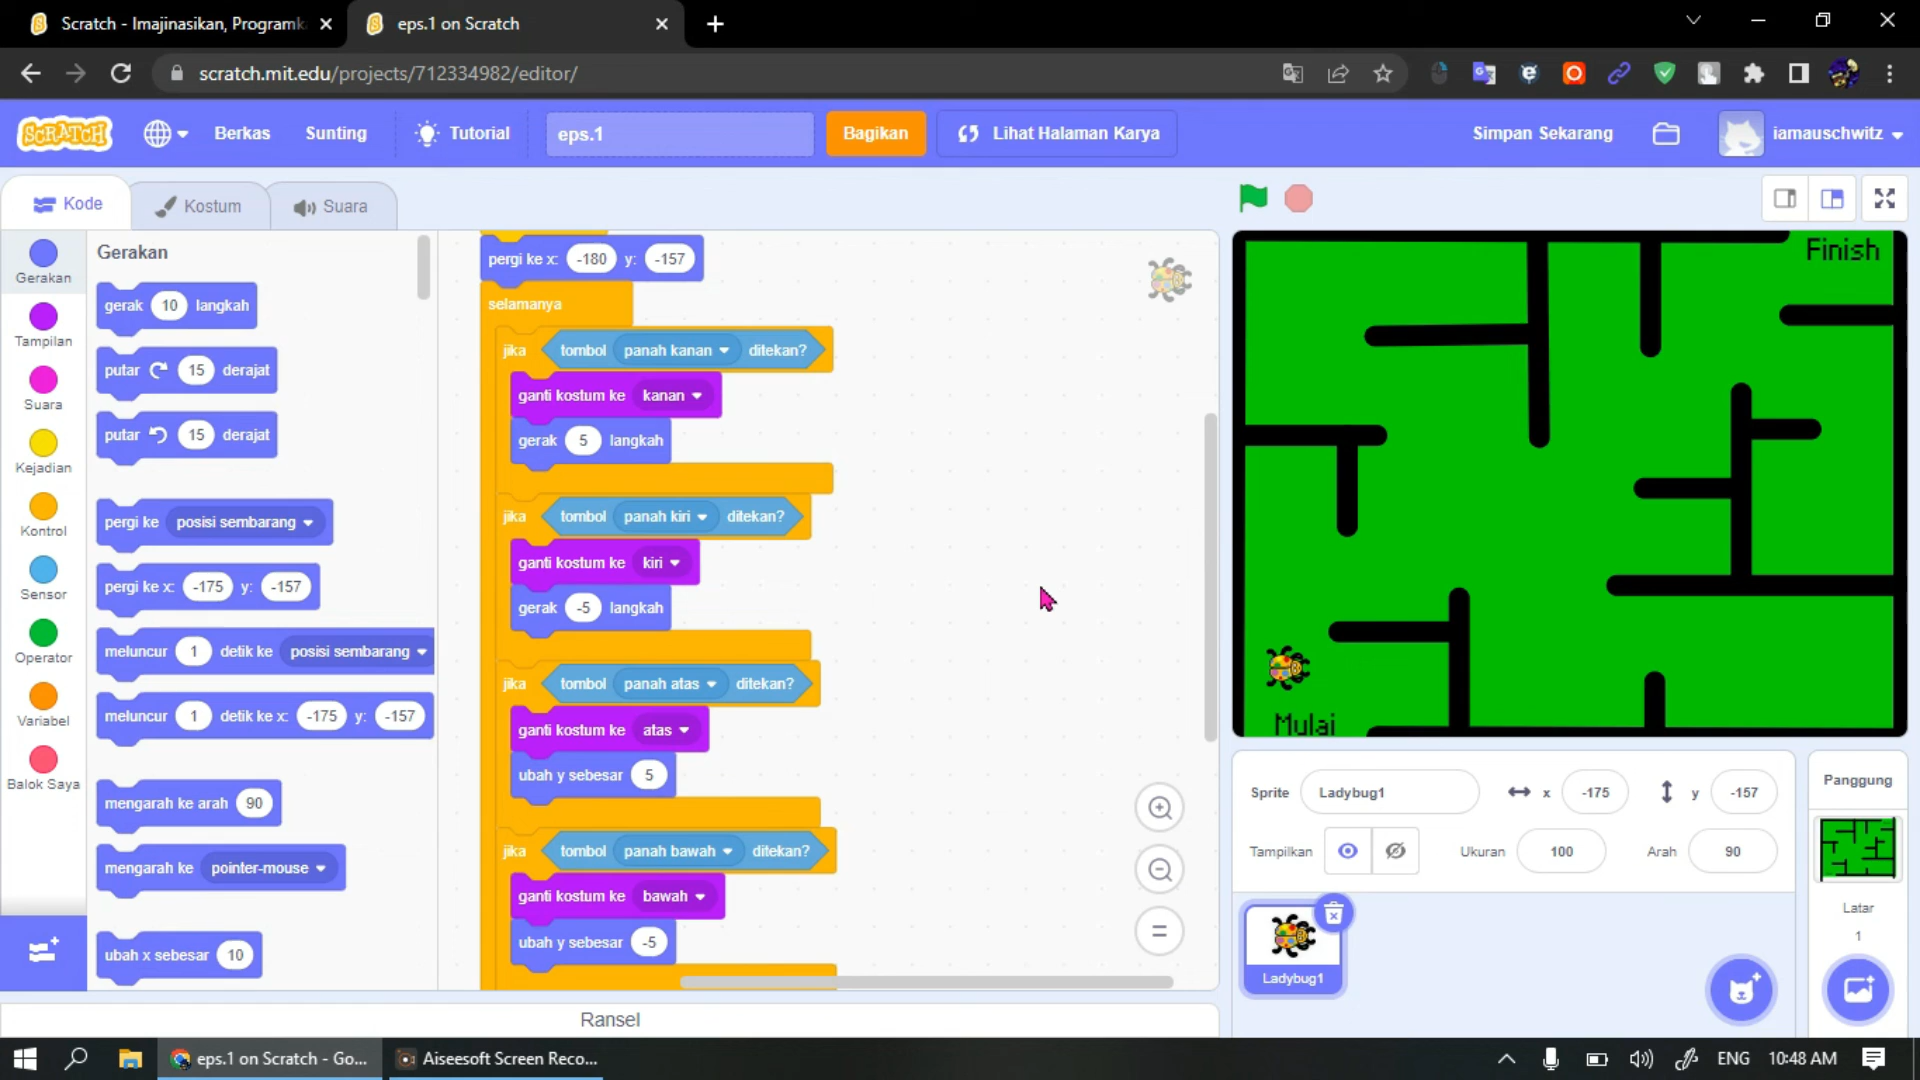 Scratch - Imajinasikan, Programk
eps.1 on Scratch
scratch.mit.edu/projects/712334982/editor/
SCRATCH
Berkas
Sunting
Tutorial
eps.1
Bagikan
Lihat Halaman Karya
Simpan Sekarang
iamauschwitz
Kode
Kostum
Suara
Gerakan
Tampilan
Suara
Kejadian
Kontrol
Sensor
Operator
Variabel
Balok Saya
Gerakan
gerak 10 langkah
putar 15 derajat
putar 15 derajat
pergi ke posisi sembarang
pergi ke x: -175 y: -157
meluncur 1 detik ke posisi sembarang
meluncur 1 detik ke x: -175 y: -157
mengarah ke arah 90
mengarah ke pointer-mouse
ubah x sebesar 10
pergi ke x: -180 y: -157
selamanya
jika tombol panah kanan ditekan?
ganti kostum ke kanan
gerak 5 langkah
jika tombol panah kiri ditekan?
ganti kostum ke kiri
gerak -5 langkah
jika tombol panah atas ditekan?
ganti kostum ke atas
ubah y sebesar 5
jika tombol panah bawah ditekan?
ganti kostum ke bawah
ubah y sebesar -5
Finish
Mulai
Sprite Ladybug1 x -175 y -157
Tampilkan Ukuran 100 Arah 90
Ladybug1
Panggung
Latar
1
Ransel
eps.1 on Scratch - Go...
Aiseesoft Screen Reco...
ENG 10:48 AM